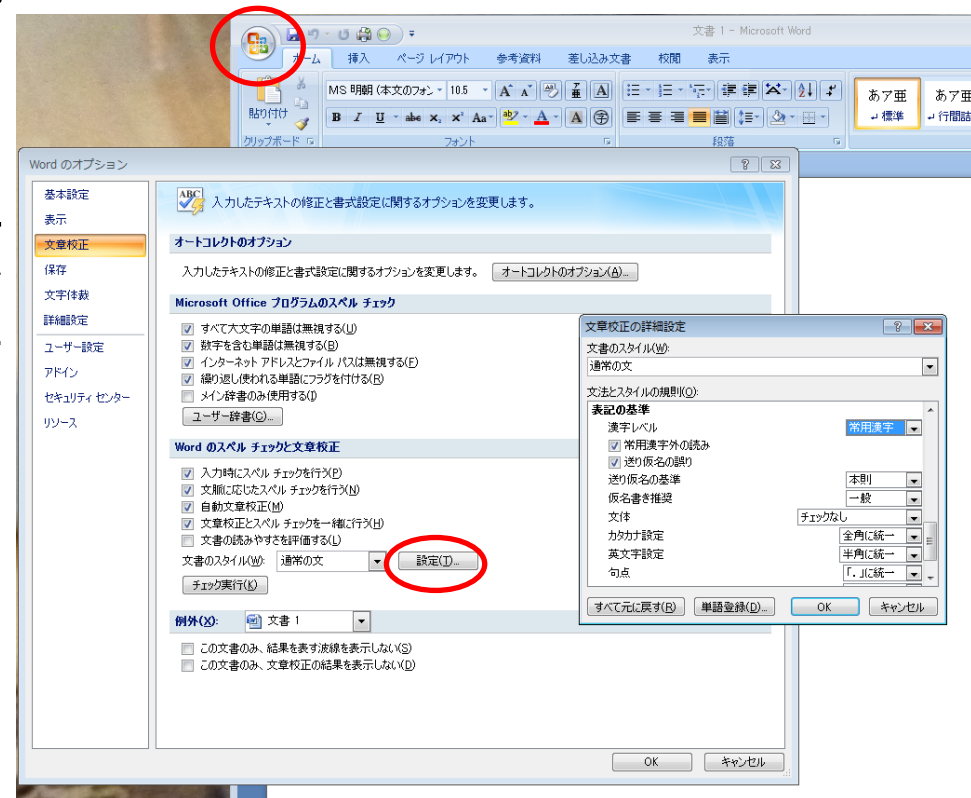 文書 1 - Microsoft Word
ホーム 挿入 ページ レイアウト 参考資料 差し込み文書 校閲 表示
MS 明朝 (本文のフォン 10.5
貼り付け
B I U abc x₂ x² Aa ab A A 字
あア亜 あア亜
標準 行間詰
クリップボード フォント 段落
Word のオプション
基本設定
表示
文章校正
保存
文字体裁
詳細設定
ユーザー設定
アドイン
セキュリティ センター
リソース
ABC 入力したテキストの修正と書式設定に関するオプションを変更します。
オートコレクトのオプション
入力したテキストの修正と書式設定に関するオプションを変更します。 オートコレクトのオプション(A)...
Microsoft Office プログラムのスペル チェック
すべて大文字の単語は無視する(U)
数字を含む単語は無視する(B)
インターネット アドレスとファイル パスは無視する(F)
繰り返し使われる単語にフラグを付ける(R)
メイン辞書のみ使用する(I)
ユーザー辞書(C)...
Word のスペル チェックと文章校正
入力時にスペル チェックを行う(P)
文脈に応じたスペル チェックを行う(N)
自動文章校正(M)
文章校正とスペル チェックを一緒に行う(H)
文書の読みやすさを評価する(L)
文書のスタイル(W): 通常の文 設定(T)...
チェック実行(K)
例外(X): 文書 1
この文書のみ、結果を表す波線を表示しない(S)
この文書のみ、文章校正の結果を表示しない(D)
OK キャンセル
文章校正の詳細設定
文書のスタイル(W):
通常の文
文法とスタイルの規則(O):
表記の基準
漢字レベル 常用漢字
常用漢字外の読み
送り仮名の誤り
送り仮名の基準 本則
仮名書き推奨 一般
文体 チェックなし
カタカナ設定 全角に統一
英文字設定 半角に統一
句点 「．」に統一
すべて元に戻す(R) 単語登録(D)... OK キャンセル